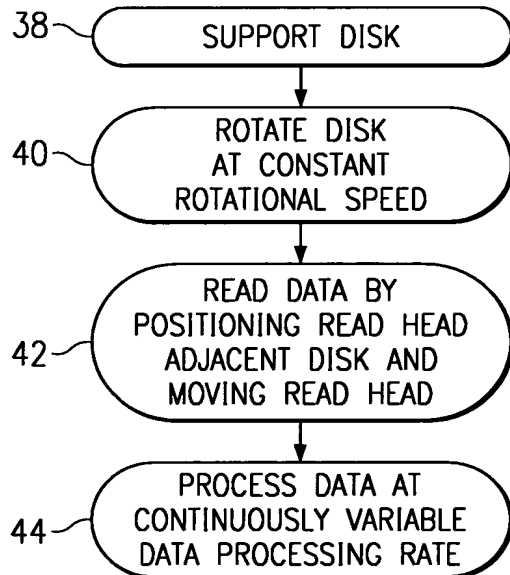 38
SUPPORT DISK
40
ROTATE DISK
AT CONSTANT
ROTATIONAL SPEED
42
READ DATA BY
POSITIONING READ HEAD
ADJACENT DISK AND
MOVING READ HEAD
44
PROCESS DATA AT
CONTINUOUSLY VARIABLE
DATA PROCESSING RATE